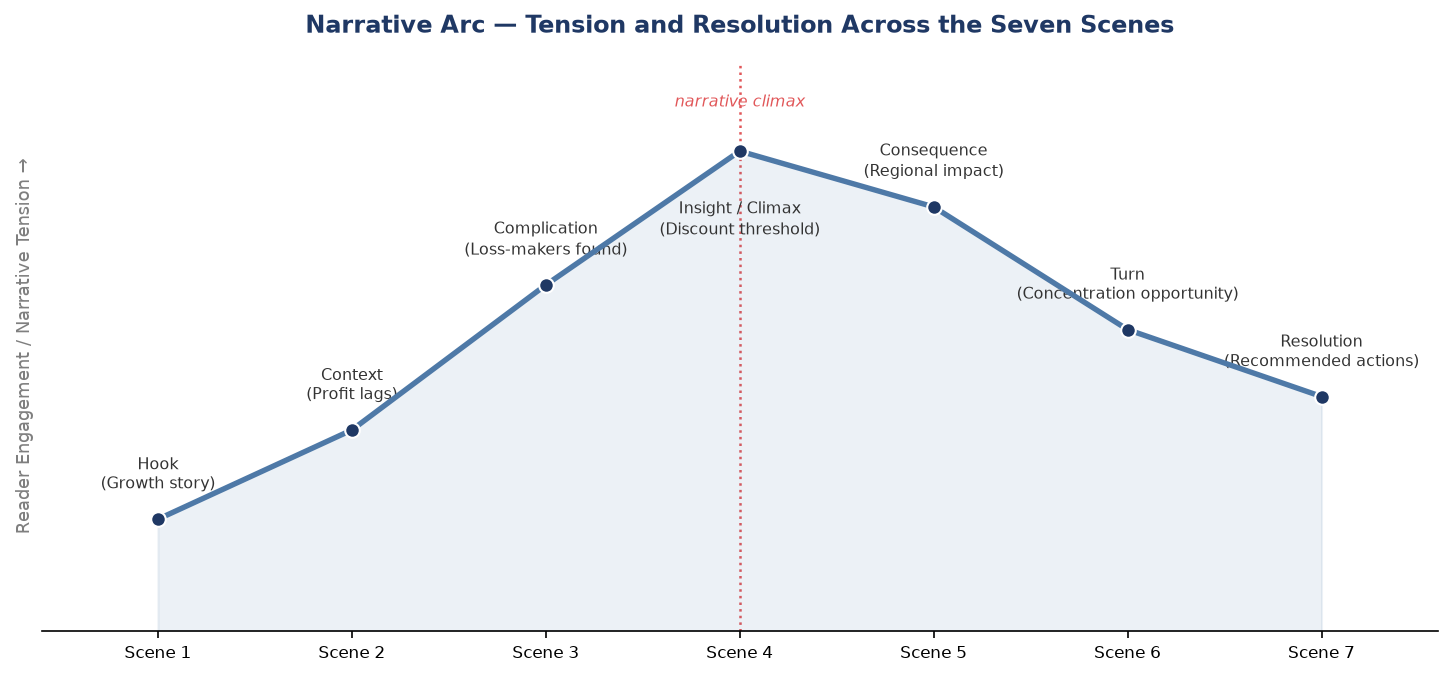 Narrative Arc — Tension and Resolution Across the Seven Scenes
Reader Engagement / Narrative Tension →
narrative climax
Hook
(Growth story)
Context
(Profit lags)
Complication
(Loss-makers found)
Insight / Climax
(Discount threshold)
Consequence
(Regional impact)
Turn
(Concentration opportunity)
Resolution
(Recommended actions)
Scene 1
Scene 2
Scene 3
Scene 4
Scene 5
Scene 6
Scene 7